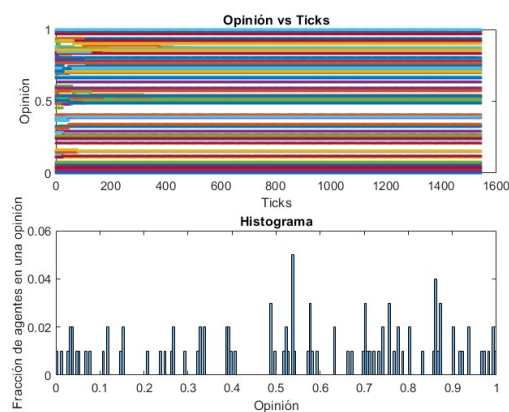 Opinión vs Ticks
1
0.5
0
Opinión
0 200 400 600 800 1000 1200 1400 1600
Ticks
Histograma
0.06
0.04
0.02
0
Fracción de agentes en una opinión
0 0.1 0.2 0.3 0.4 0.5 0.6 0.7 0.8 0.9 1
Opinión